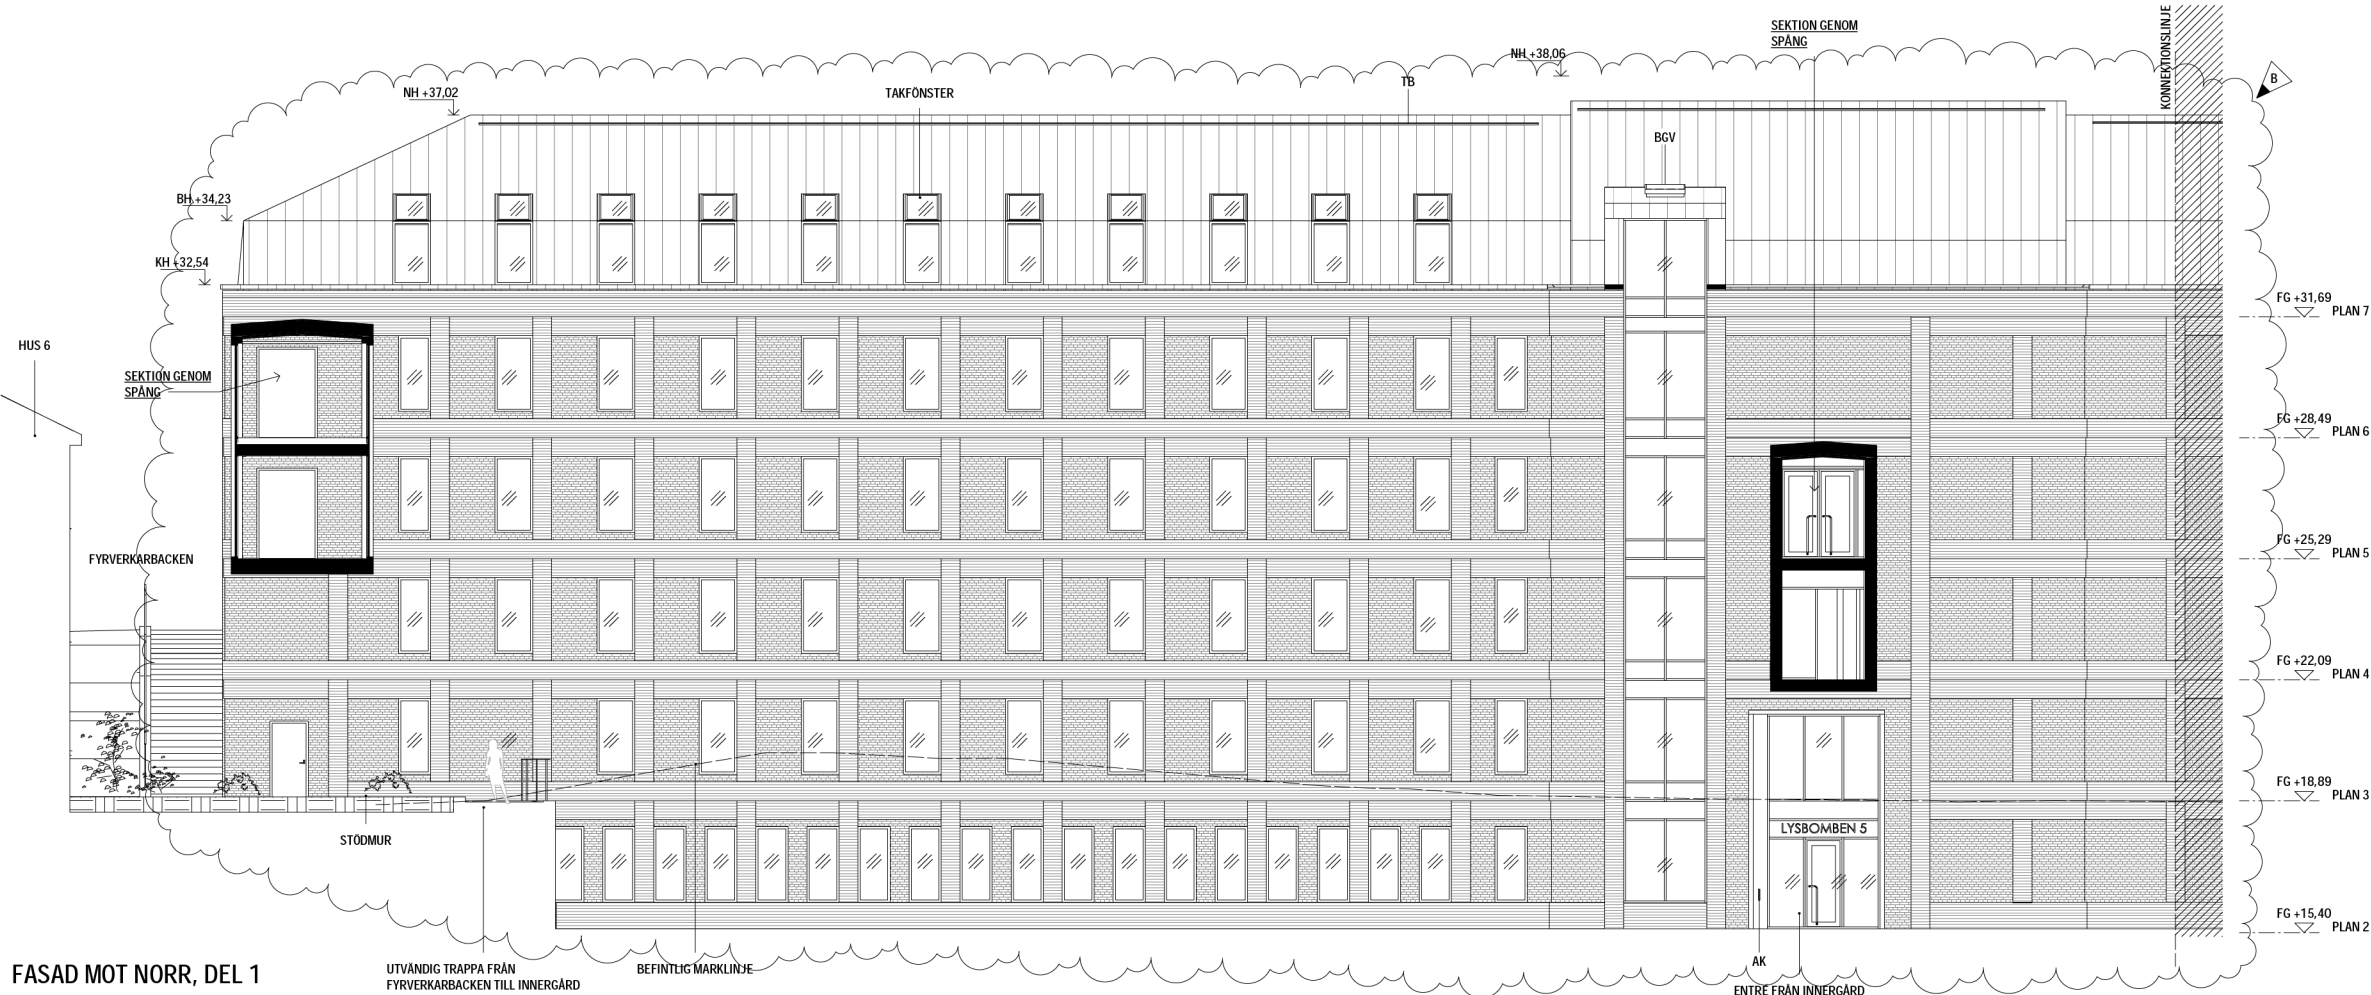 SEKTION GENOM
SPÅNG
KONNEKTIONSLINJE
NH +38,06
TB
B
NH +37,02
TAKFÖNSTER
BGV
BH +34,23
KH +32,54
FG +31,69
PLAN 7
HUS 6
SEKTION GENOM
SPÅNG
FG +28,49
PLAN 6
FYRVERKARBACKEN
FG +25,29
PLAN 5
FG +22,09
PLAN 4
FG +18,89
PLAN 3
STÖDMUR
LYSBOMBEN 5
FG +15,40
PLAN 2
FASAD MOT NORR, DEL 1
UTVÄNDIG TRAPPA FRÅN
FYRVERKARBACKEN TILL INNERGÅRD
BEFINTLIG MARKLINJE
AK
ENTRE FRÅN INNERGÅRD